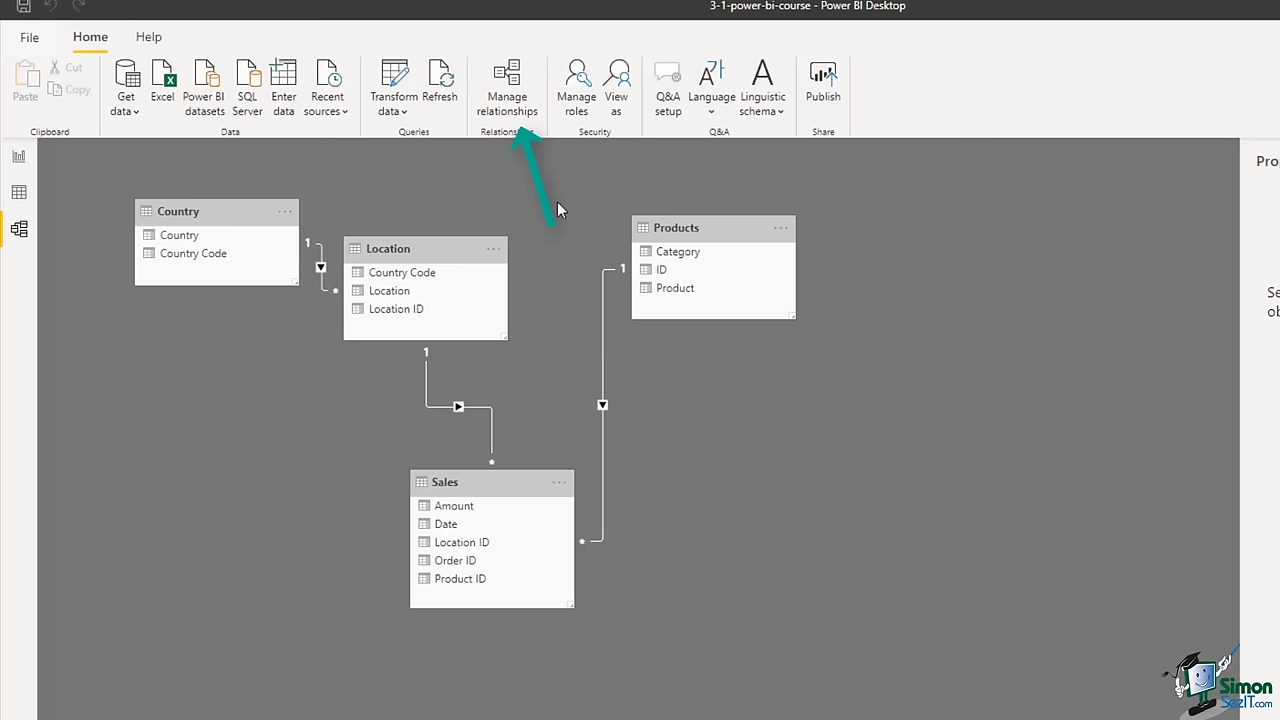 3-1-power-bi-course - Power BI Desktop
File Home Help
Paste
Cut
Copy
Get data
Excel
Power BI datasets
SQL Server
Enter data
Recent sources
Transform data
Refresh
Manage relationships
Manage roles
View as
Q&A setup
Language
Linguistic schema
Publish
Clipboard
Data
Queries
Security
Q&A
Share
Country
Country
Country Code
1
*
Location
Country Code
Location
Location ID
1
*
Products
Category
ID
Product
1
*
Sales
Amount
Date
Location ID
Order ID
Product ID
Simon
SezIT.com